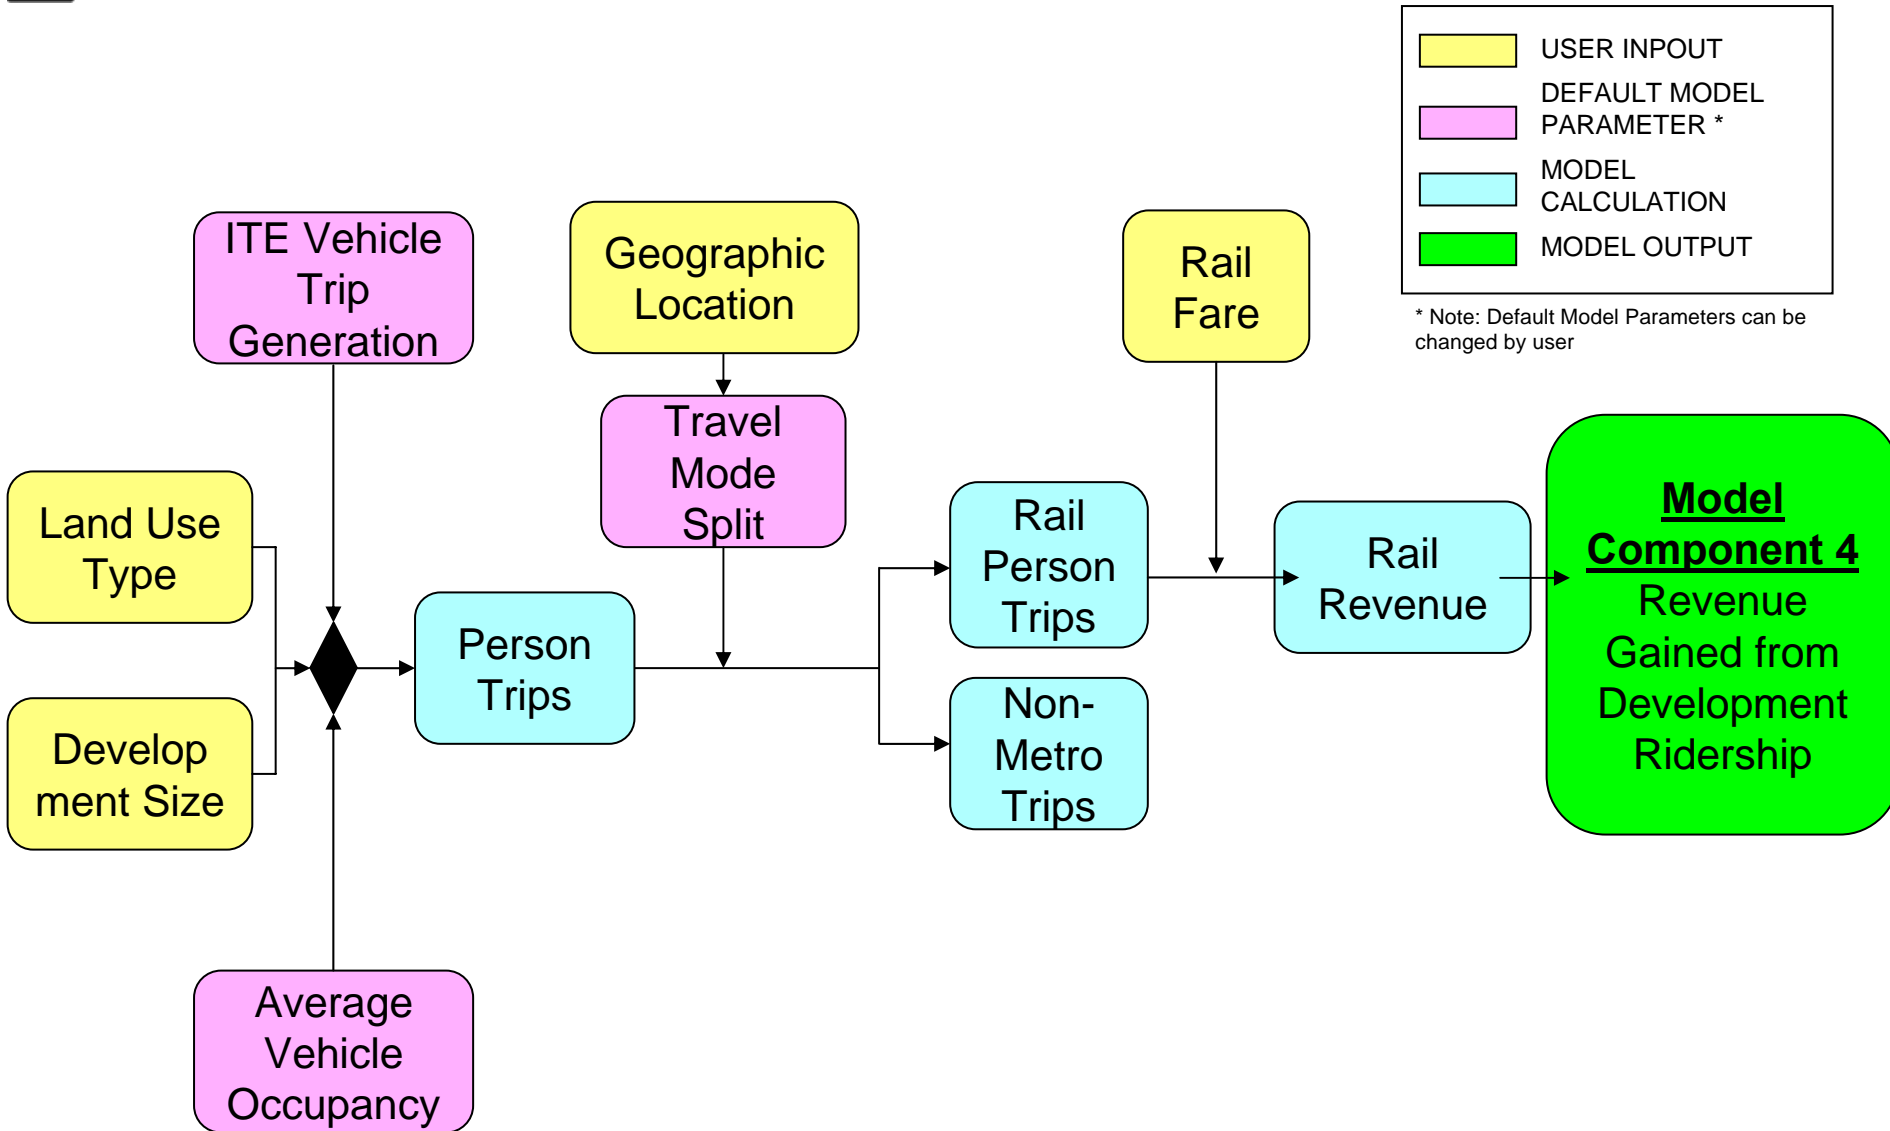 USER INPOUT
DEFAULT MODEL
PARAMETER *
MODEL
CALCULATION
MODEL OUTPUT
* Note: Default Model Parameters can be
changed by user
ITE Vehicle
Trip
Generation
Geographic
Location
Rail
Fare
Travel
Mode
Split
Land Use
Type
Develop
ment Size
Person
Trips
Rail
Person
Trips
Non-
Metro
Trips
Rail
Revenue
Model
Component 4
Revenue
Gained from
Development
Ridership
Average
Vehicle
Occupancy